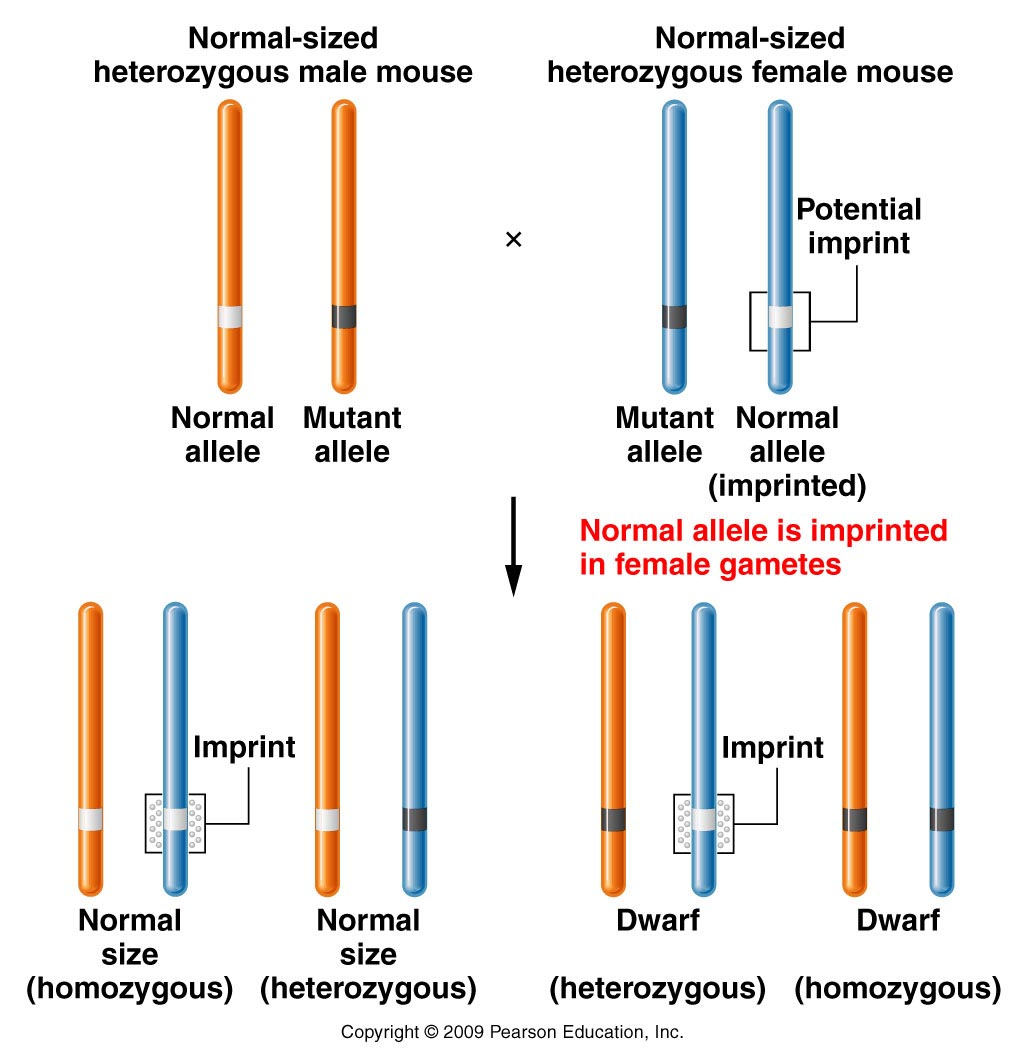 Normal-sized
heterozygous male mouse
Normal-sized
heterozygous female mouse
Potential
imprint
×
Normal
allele
Mutant
allele
Mutant
allele
Normal
allele
(imprinted)
Normal allele is imprinted
in female gametes
Imprint
Imprint
Normal
size
(homozygous)
Normal
size
(heterozygous)
Dwarf
(heterozygous)
Dwarf
(homozygous)
Copyright © 2009 Pearson Education, Inc.